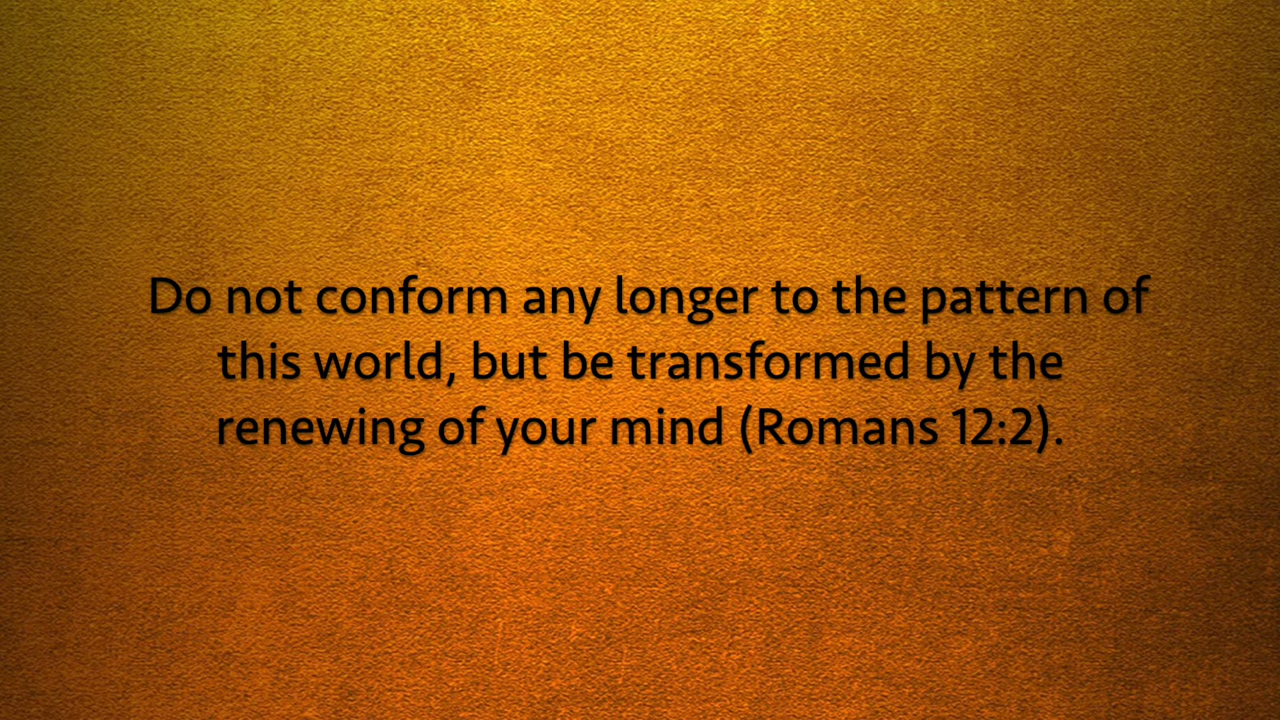 Do not conform any longer to the pattern of
this world, but be transformed by the
renewing of your mind (Romans 12:2).